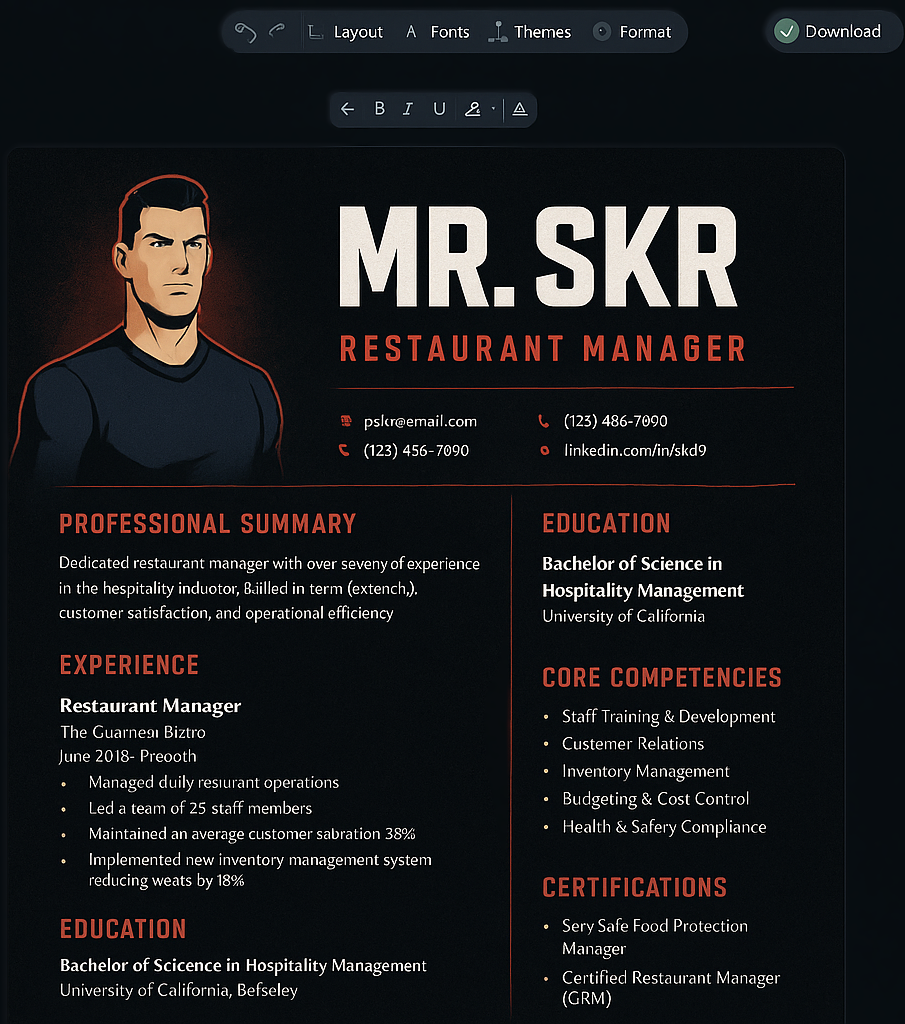 Layout
A Fonts
Themes
Format
Download
B I U
MR. SKR
RESTAURANT MANAGER
pskr@email.com
(123) 486-7090
(123) 456-7090
linkedin.com/in/skd9
PROFESSIONAL SUMMARY
Dedicated restaurant manager with over seveny of experience
in the hespitality inductor, in term (extench,).
customer satisfaction, and operational efficiency
EXPERIENCE
Restaurant Manager
The Biztro
June 2018- Preooth
• Managed duily operations
• Led a team of 25 staff members
• Maintained an average customer sabration 38%
• Implemented new inventory management system
reducing weats by 18%
EDUCATION
Bachelor of Scicence in Hospitality Management
University of California, Befseley
EDUCATION
Bachelor of Science in
Hospitality Management
University of California
CORE COMPETENCIES
• Staff Training & Development
• Custemer Relations
• Inventory Management
• Budgeting & Cost Control
• Health & Safery Compliance
CERTIFICATIONS
• Sery Safe Food Protection
Manager
• Certified Restaurant Manager
(GRM)